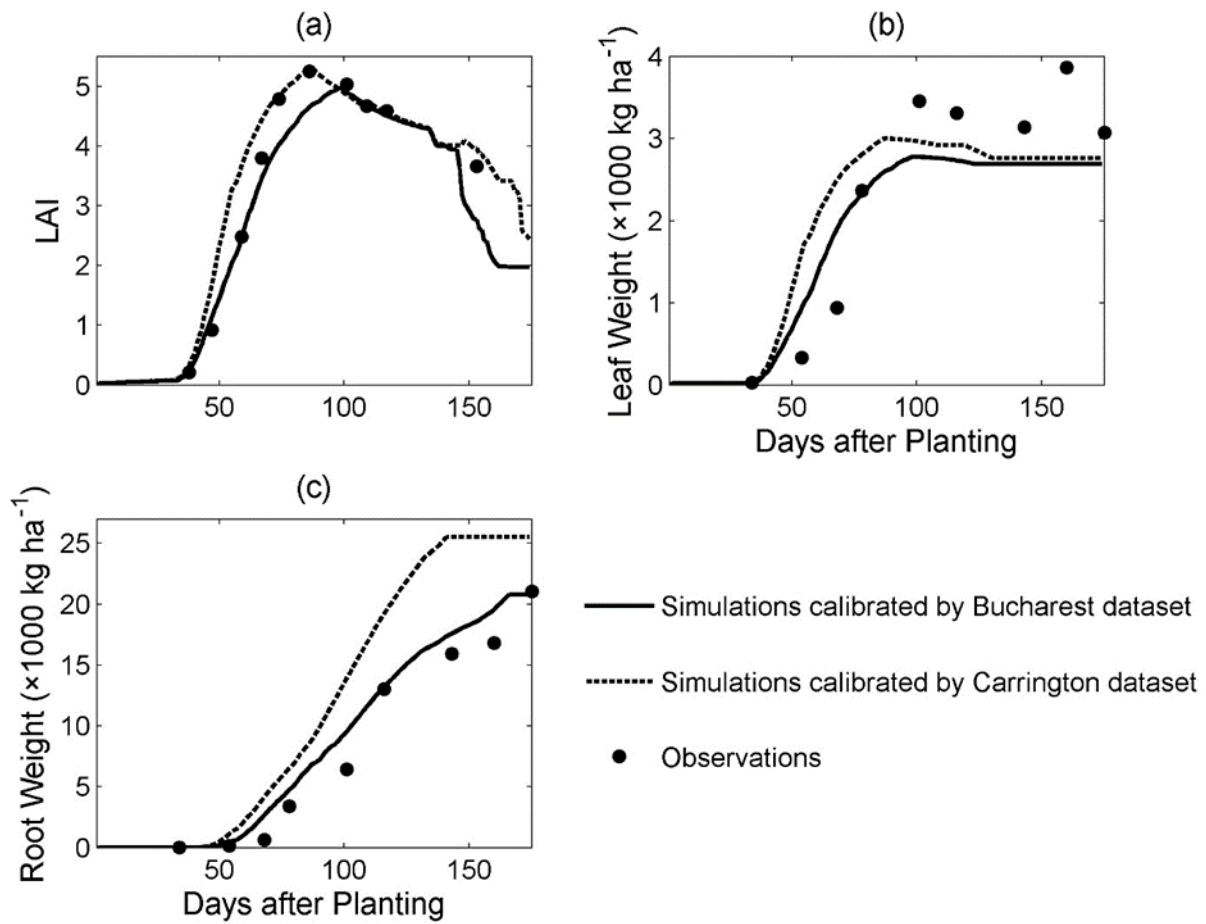 (a)
5
4
3
2
1
0
LAI
50 100 150
(b)
4
3
2
1
0
Leaf Weight (×1000 kg ha⁻¹)
50 100 150
Days after Planting
(c)
25
20
15
10
5
0
Root Weight (×1000 kg ha⁻¹)
50 100 150
Days after Planting
Simulations calibrated by Bucharest dataset
Simulations calibrated by Carrington dataset
Observations